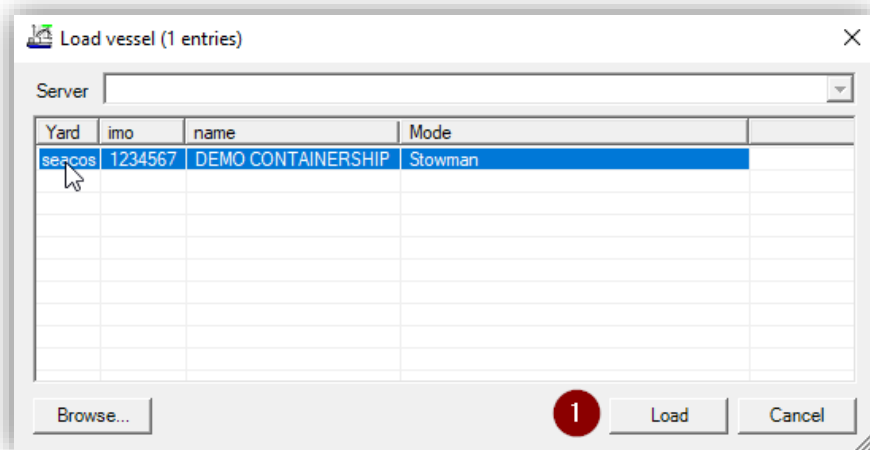 Load vessel (1 entries)
Server
Yard imo name Mode
seacos 1234567 DEMO CONTAINERSHIP Stowman
Browse... 1 Load Cancel